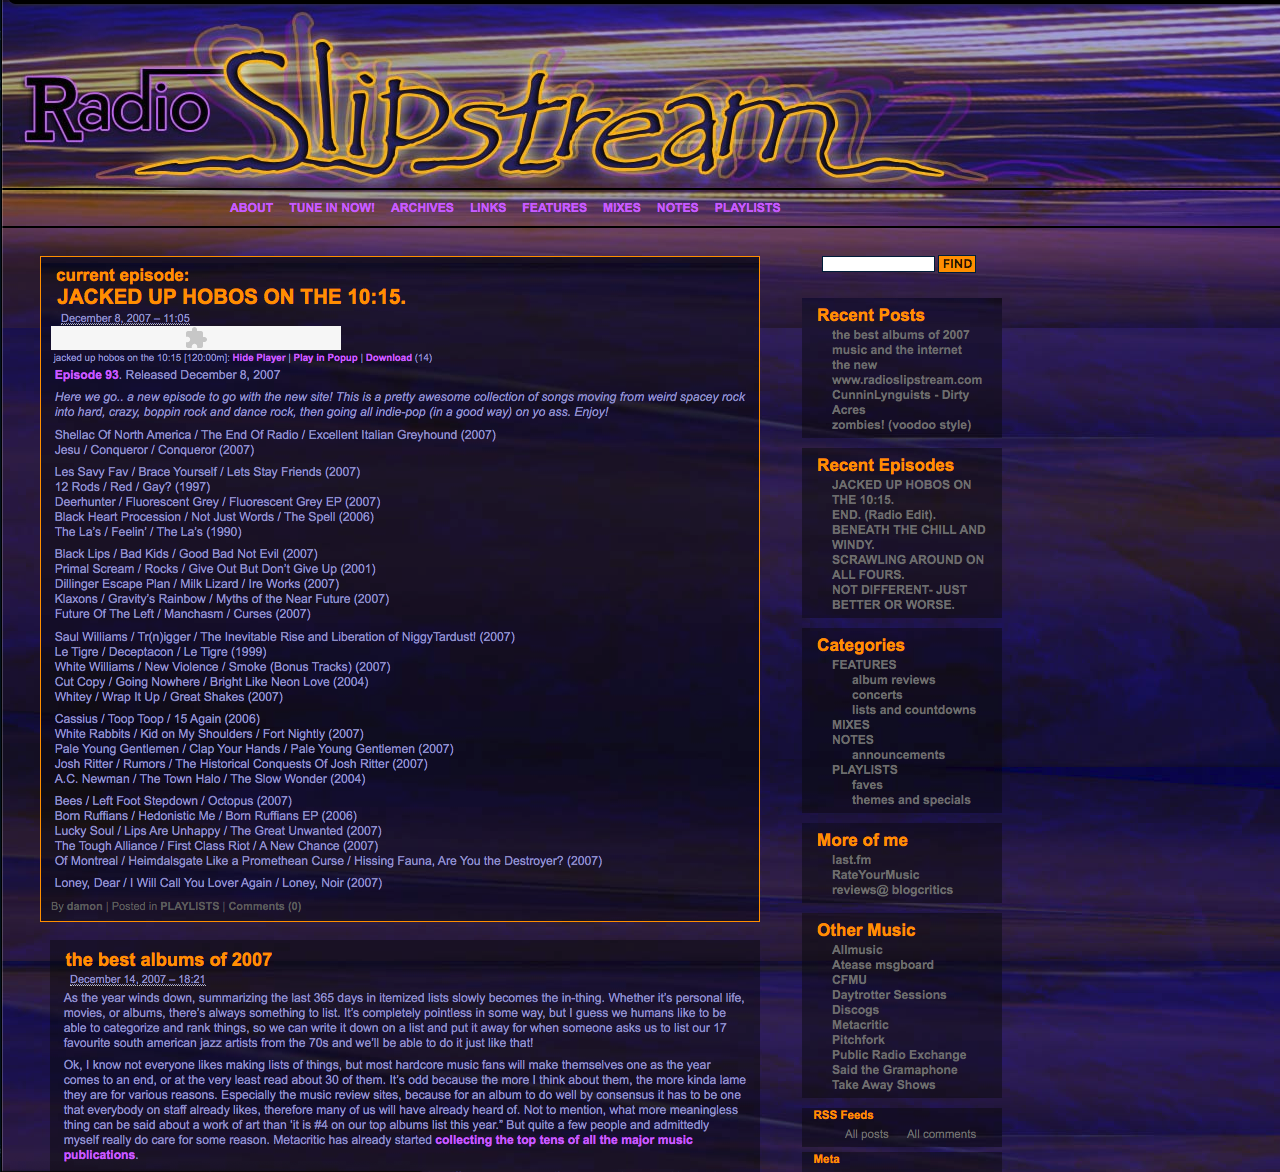 Radio Slipstream
ABOUT TUNE IN NOW! ARCHIVES LINKS FEATURES MIXES NOTES PLAYLISTS
current episode:
JACKED UP HOBOS ON THE 10:15.
December 8, 2007 – 11:05
jacked up hobos on the 10:15 [120:00m]: Hide Player | Play in Popup | Download (14)
Episode 93. Released December 8, 2007
Here we go.. a new episode to go with the new site! This is a pretty awesome collection of songs moving from weird spacey rock
into hard, crazy, boppin rock and dance rock, then going all indie-pop (in a good way) on yo ass. Enjoy!
Shellac Of North America / The End Of Radio / Excellent Italian Greyhound (2007)
Jesu / Conqueror / Conqueror (2007)
Les Savy Fav / Brace Yourself / Lets Stay Friends (2007)
12 Rods / Red / Gay? (1997)
Deerhunter / Fluorescent Grey / Fluorescent Grey EP (2007)
Black Heart Procession / Not Just Words / The Spell (2006)
The La's / Feelin' / The La's (1990)
Black Lips / Bad Kids / Good Bad Not Evil (2007)
Primal Scream / Rocks / Give Out But Don't Give Up (2001)
Dillinger Escape Plan / Milk Lizard / Ire Works (2007)
Klaxons / Gravity's Rainbow / Myths of the Near Future (2007)
Future Of The Left / Manchasm / Curses (2007)
Saul Williams / Tr(n)igger / The Inevitable Rise and Liberation of NiggyTardust! (2007)
Le Tigre / Deceptacon / Le Tigre (1999)
White Williams / New Violence / Smoke (Bonus Tracks) (2007)
Cut Copy / Going Nowhere / Bright Like Neon Love (2004)
Whitey / Wrap It Up / Great Shakes (2007)
Cassius / Toop Toop / 15 Again (2006)
White Rabbits / Kid on My Shoulders / Fort Nightly (2007)
Pale Young Gentlemen / Clap Your Hands / Pale Young Gentlemen (2007)
Josh Ritter / Rumors / The Historical Conquests Of Josh Ritter (2007)
A.C. Newman / The Town Halo / The Slow Wonder (2004)
Bees / Left Foot Stepdown / Octopus (2007)
Born Ruffians / Hedonistic Me / Born Ruffians EP (2006)
Lucky Soul / Lips Are Unhappy / The Great Unwanted (2007)
The Tough Alliance / First Class Riot / A New Chance (2007)
Of Montreal / Heimdalsgate Like a Promethean Curse / Hissing Fauna, Are You the Destroyer? (2007)
Loney, Dear / I Will Call You Lover Again / Loney, Noir (2007)
By damon | Posted in PLAYLISTS | Comments (0)
the best albums of 2007
December 14, 2007 – 18:21
As the year winds down, summarizing the last 365 days in itemized lists slowly becomes the in-thing. Whether it's personal life,
movies, or albums, there's always something to list. It's completely pointless in some way, but I guess we humans like to be
able to categorize and rank things, so we can write it down on a list and put it away for when someone asks us to list our 17
favourite south american jazz artists from the 70s and we'll be able to do it just like that!
Ok, I know not everyone likes making lists of things, but most hardcore music fans will make themselves one as the year
comes to an end, or at the very least read about 30 of them. It's odd because the more I think about them, the more kinda lame
they are for various reasons. Especially the music review sites, because for an album to do well by consensus it has to be one
that everybody on staff already likes, therefore many of us will have already heard of. Not to mention, what more meaningless
thing can be said about a work of art than 'it is #4 on our top albums list this year." But quite a few people and admittedly
myself really do care for some reason. Metacritic has already started collecting the top tens of all the major music
publications.
FIND
Recent Posts
the best albums of 2007
music and the internet
the new
www.radioslipstream.com
CunninLynguists - Dirty
Acres
zombies! (voodoo style)
Recent Episodes
JACKED UP HOBOS ON
THE 10:15.
END. (Radio Edit).
BENEATH THE CHILL AND
WINDY.
SCRAWLING AROUND ON
ALL FOURS.
NOT DIFFERENT- JUST
BETTER OR WORSE.
Categories
FEATURES
album reviews
concerts
lists and countdowns
MIXES
NOTES
announcements
PLAYLISTS
faves
themes and specials
More of me
last.fm
RateYourMusic
reviews@ blogcritics
Other Music
Allmusic
Atease msgboard
CFMU
Daytrotter Sessions
Discogs
Metacritic
Pitchfork
Public Radio Exchange
Said the Gramaphone
Take Away Shows
RSS Feeds
All posts All comments
Meta